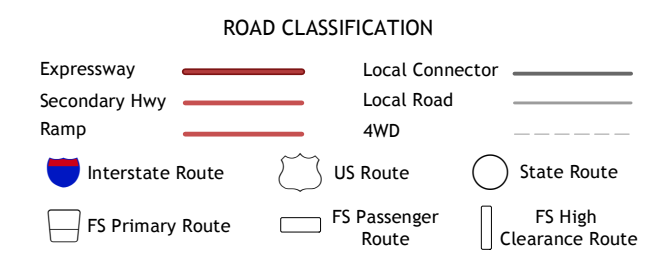 ROAD CLASSIFICATION
Expressway
Local Connector
Secondary Hwy
Local Road
Ramp
4WD
Interstate Route
US Route
State Route
FS Primary Route
FS Passenger
Route
FS High
Clearance Route